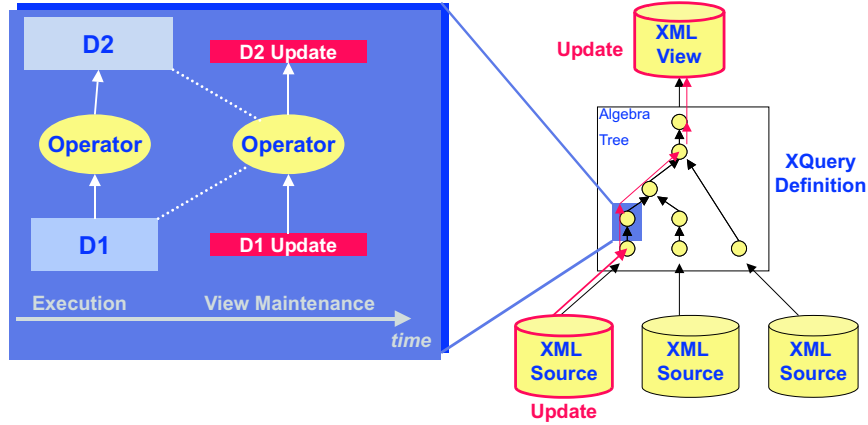 D2
D2 Update
Operator
Operator
D1
D1 Update
Execution
View Maintenance
time
XML
View
Update
Algebra
Tree
XQuery
Definition
XML
Source
XML
Source
XML
Source
Update